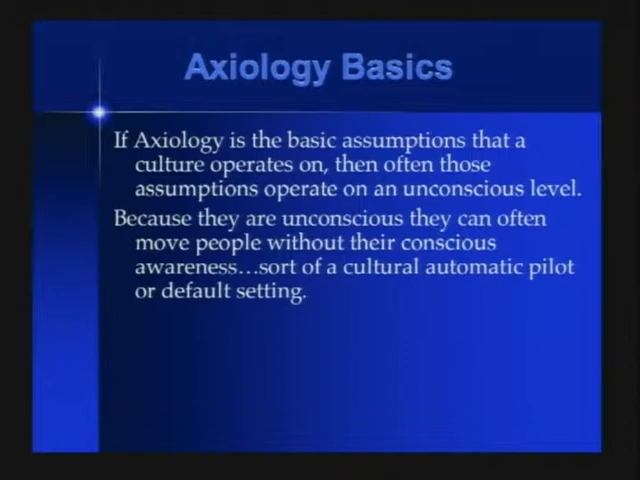 Axiology Basics
If Axiology is the basic assumptions that a
culture operates on, then often those
assumptions operate on an unconscious level.
Because they are unconscious they can often
move people without their conscious
awareness…sort of a cultural automatic pilot
or default setting.